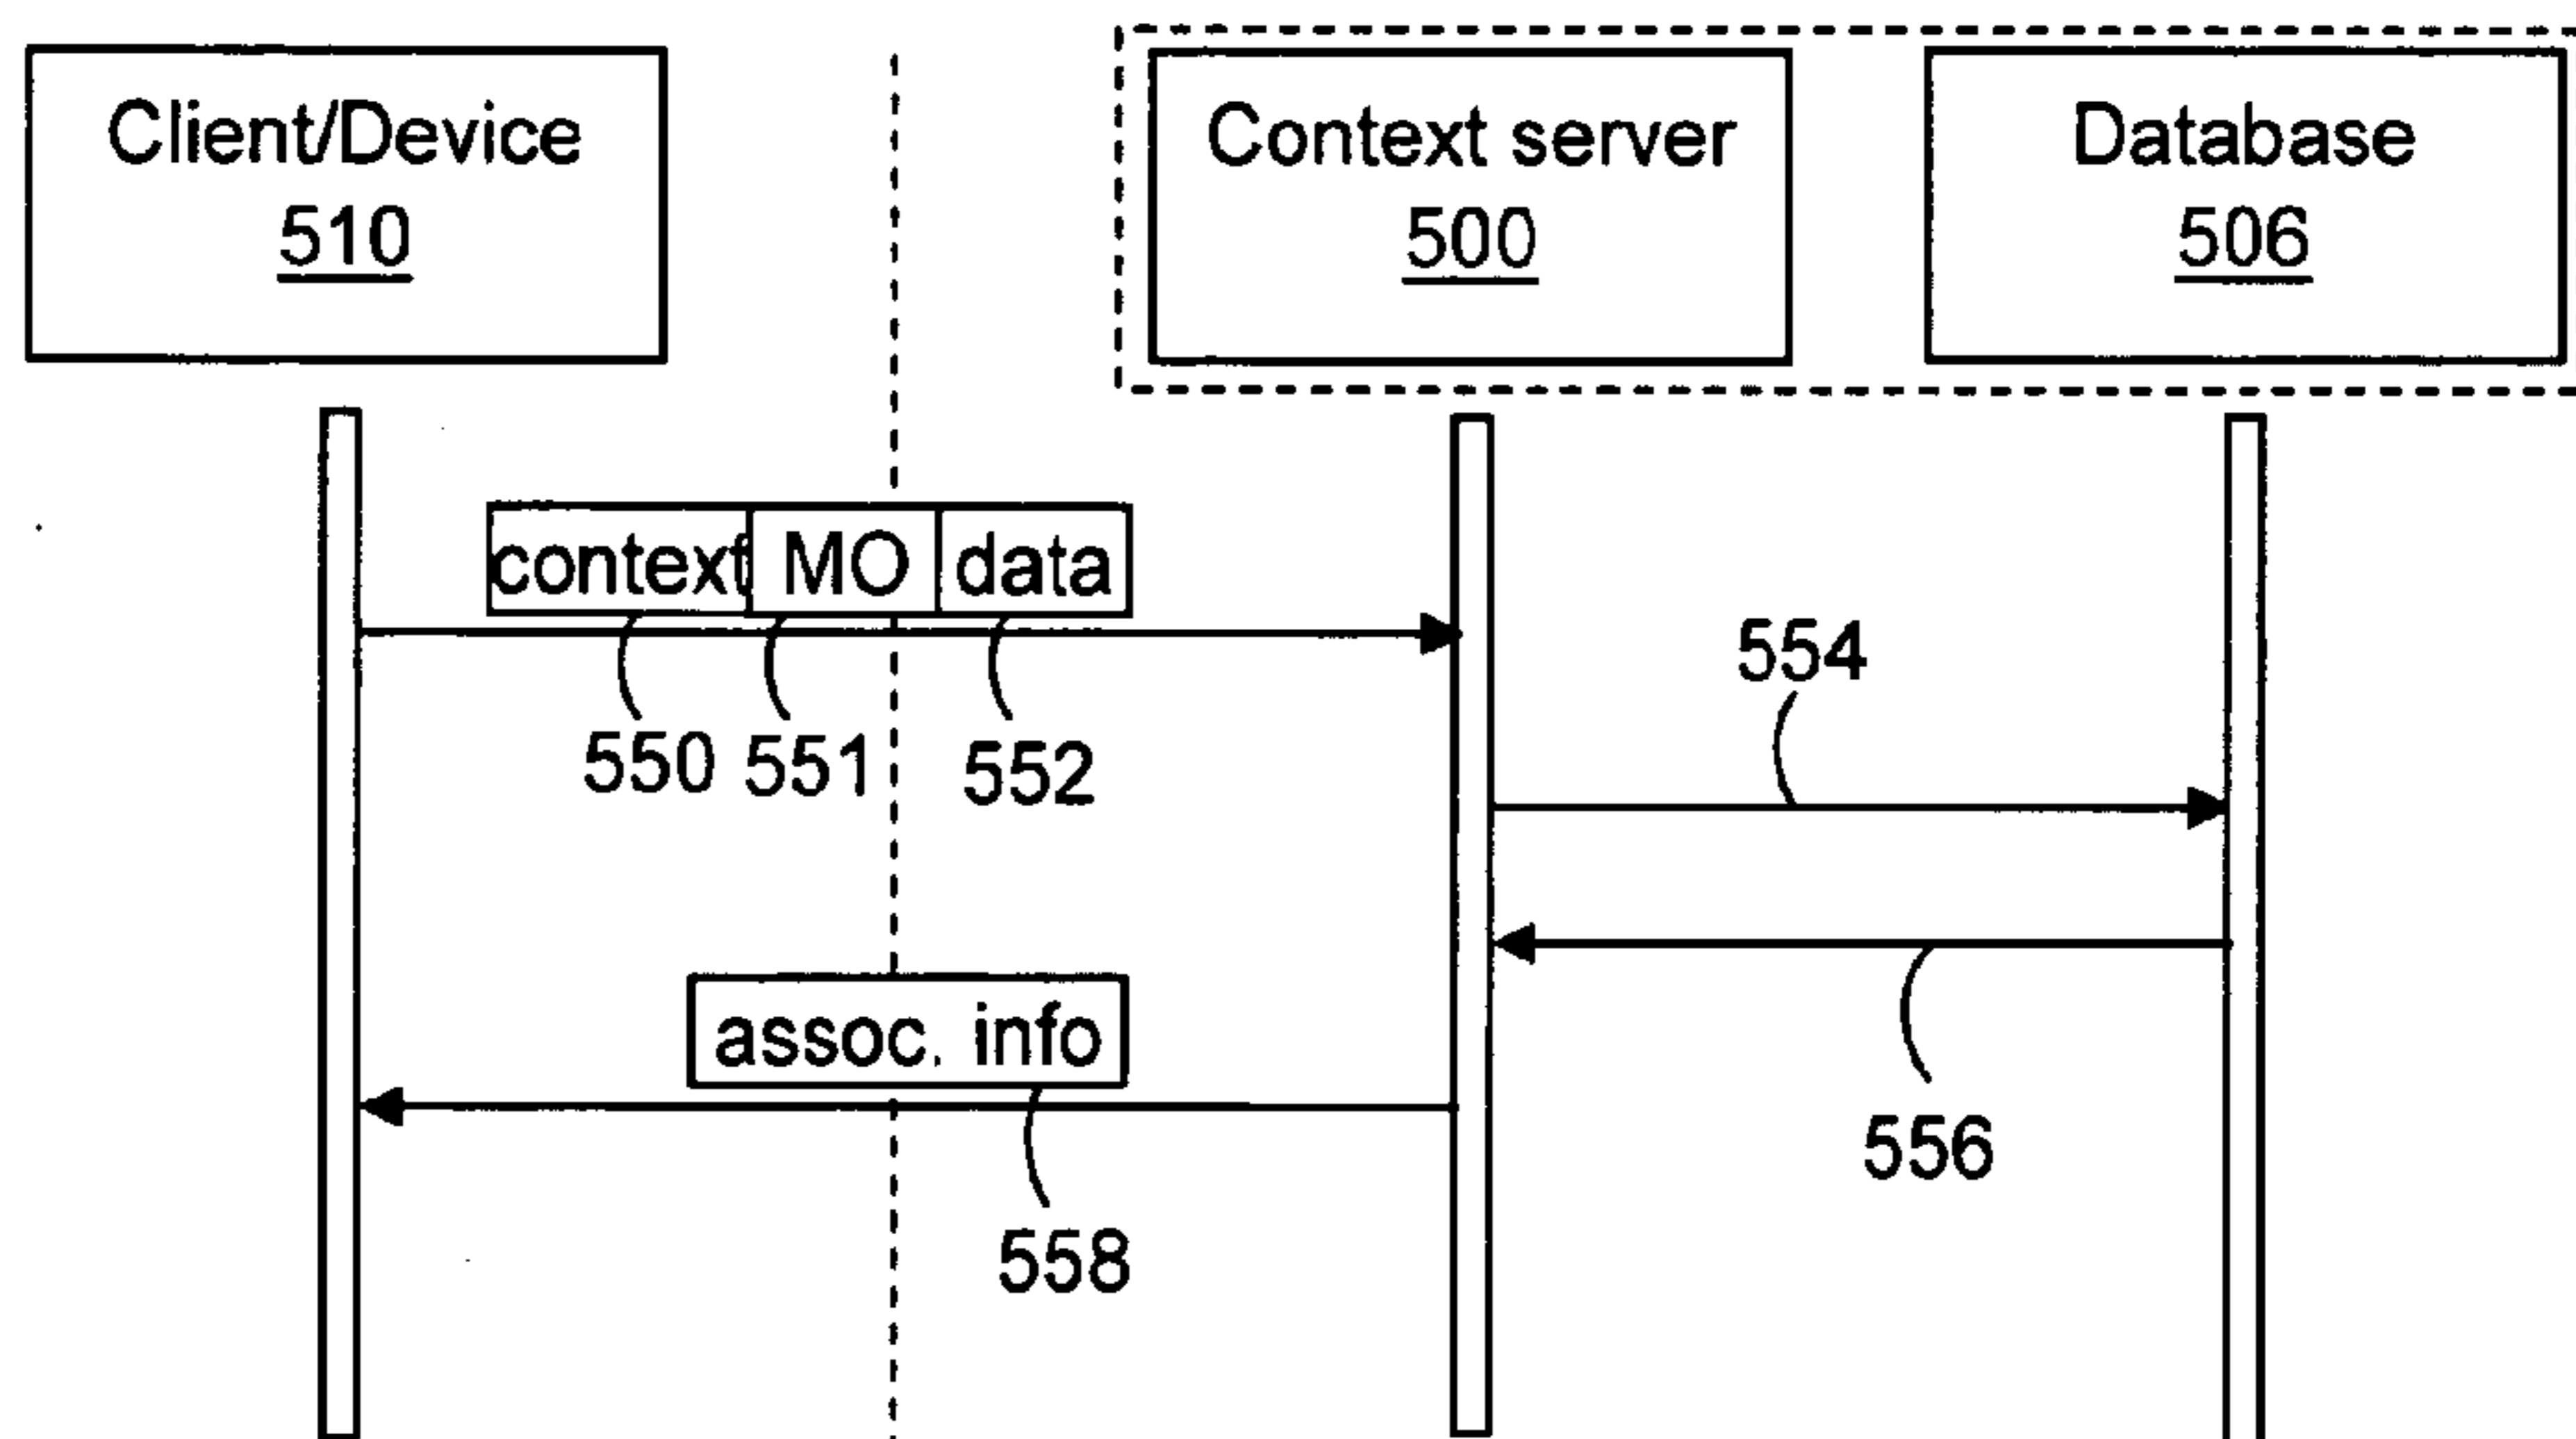 Client/Device
510
Context server
500
Database
506
context MO data
550 551 552
554
556
assoc. info
558